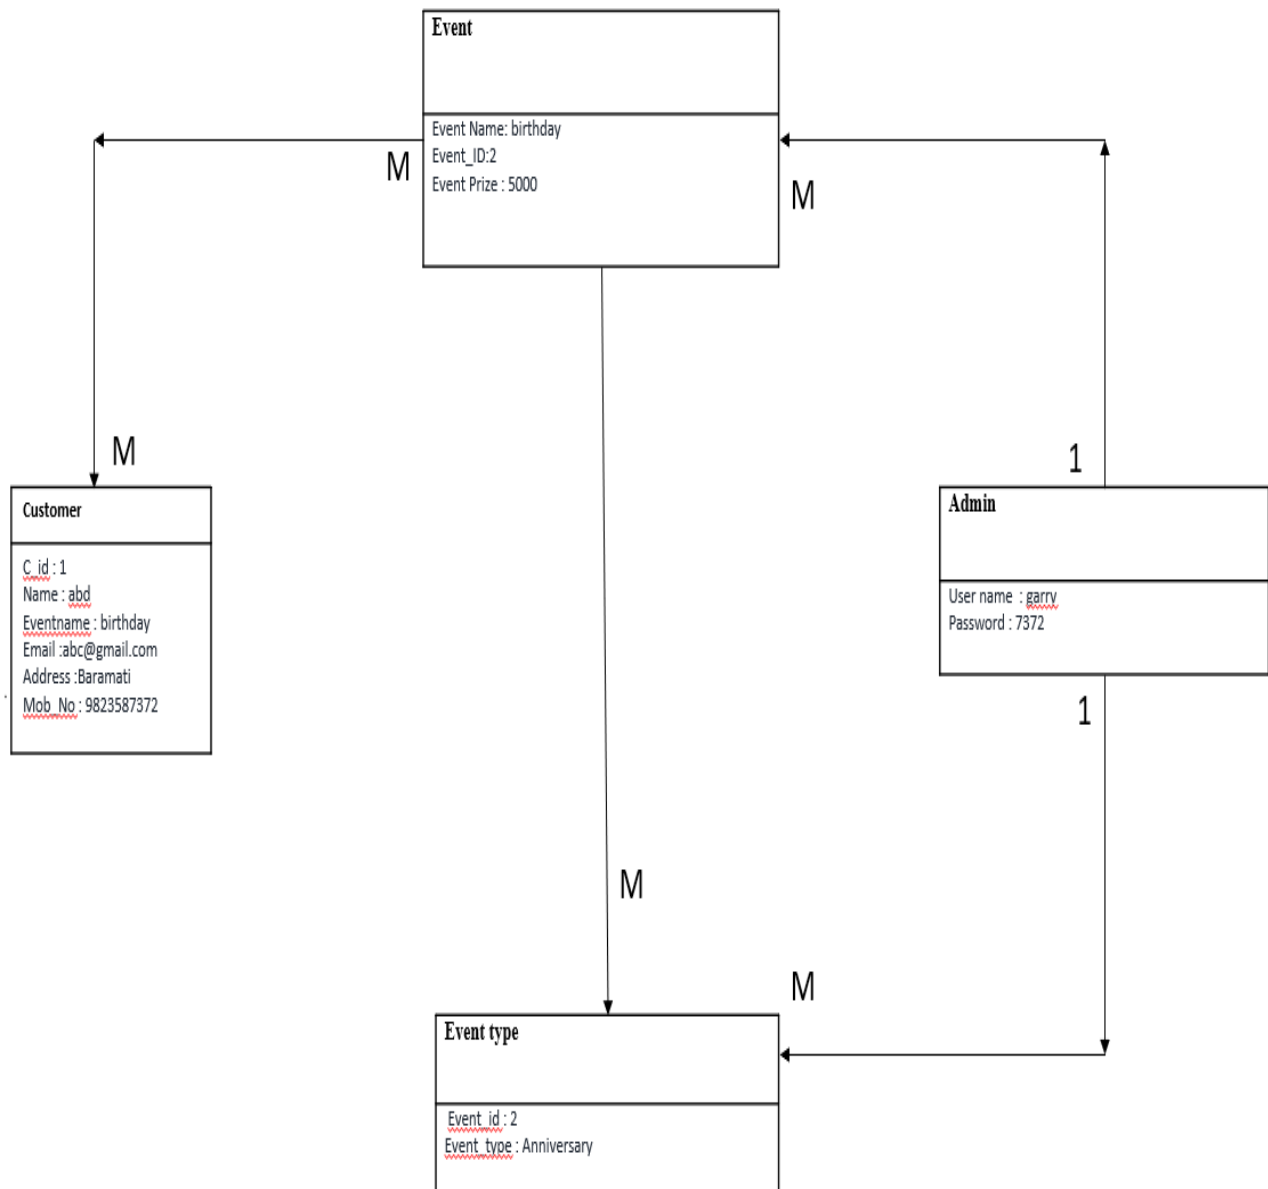 Event
Event Name: birthday
Event_ID:2
Event Prize : 5000
M
M
M
1
Customer
C_id : 1
Name : abd
Eventname : birthday
Email :abc@gmail.com
Address :Baramati
Mob_No : 9823587372
Admin
User name : garry
Password : 7372
1
M
M
Event type
Event_id : 2
Event_type : Anniversary